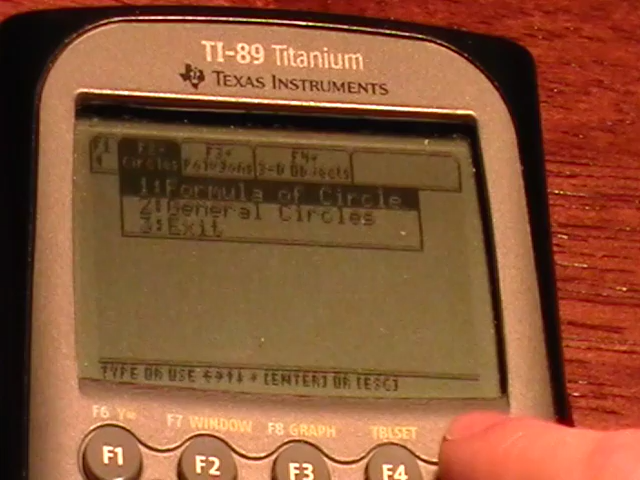 TI-89 Titanium
TEXAS INSTRUMENTS
F1 F2 F3 F4
Circles Polygons 3-D Objects
1:Formula of Circle
2:General Circles
3:Exit
TYPE OR USE ←→↑↓ + [ENTER] OR [ESC]
F6 Y= F7 WINDOW F8 GRAPH TBLSET
F1 F2 F3 F4